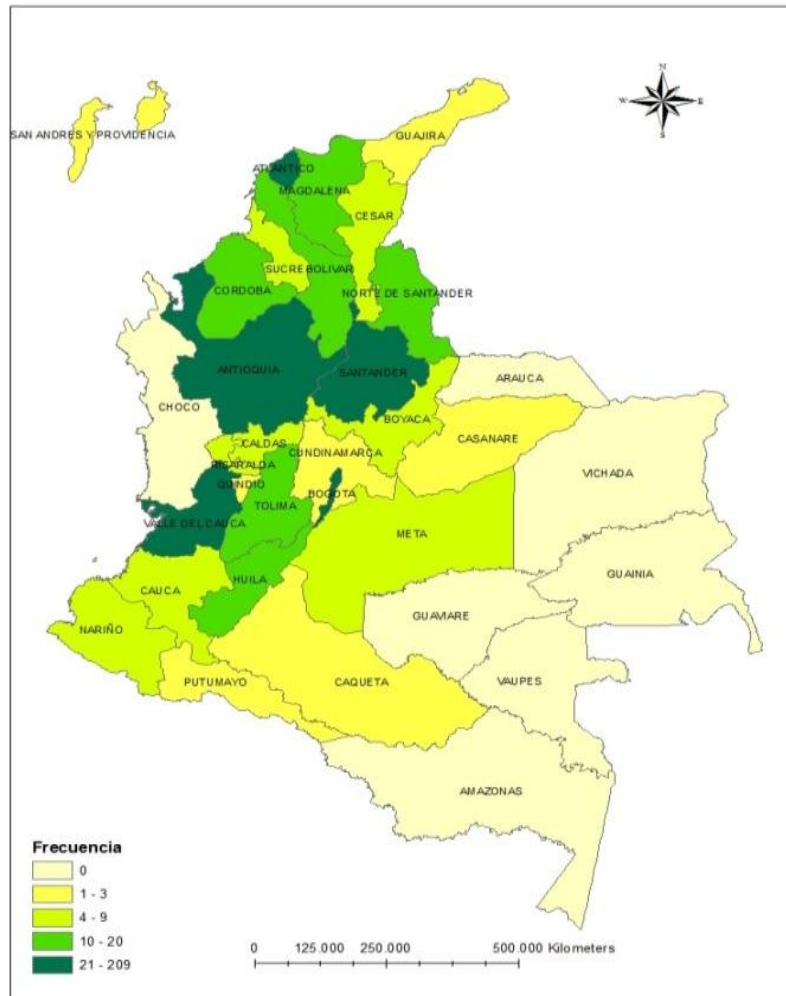 N
W E
S
SAN ANDRES Y PROVIDENCIA
GUAJIRA
ATLANTICO
MAGDALENA
CESAR
SUCRE
BOLIVAR
CORDOBA
NORTE DE SANTANDER
ANTIOQUIA
SANTANDER
ARAUCA
CHOCO
BOYACA
CALDAS
CASANARE
CUNDINAMARCA
RISARALDA
VICHADA
QUINDIO
BOGOTA
TOLIMA
VALLE DEL CAUCA
META
GUAINIA
HUILA
CAUCA
GUAVIARE
NARIÑO
VAUPES
PUTUMAYO
CAQUETA
AMAZONAS
Frecuencia
0
1 - 3
4 - 9
10 - 20
21 - 209
0 125.000 250.000 500.000 Kilometers